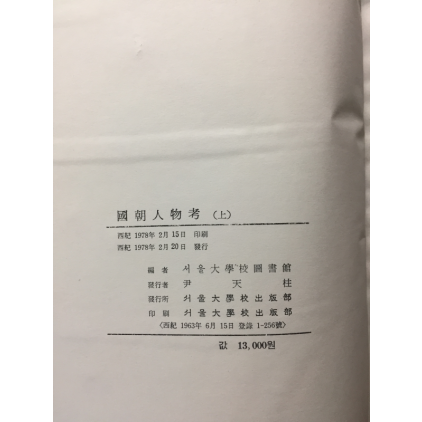 國朝人物考 (上)
西紀 1978年 2月 15日 印刷
西紀 1978年 2月 20日 發行
編者 서울大學校圖書館
發行者 尹天柱
發行所 서울大學校出版部
印刷 서울大學校出版部
〈西紀 1963年 6月 15日 登錄 1-256號〉
값 13,000원